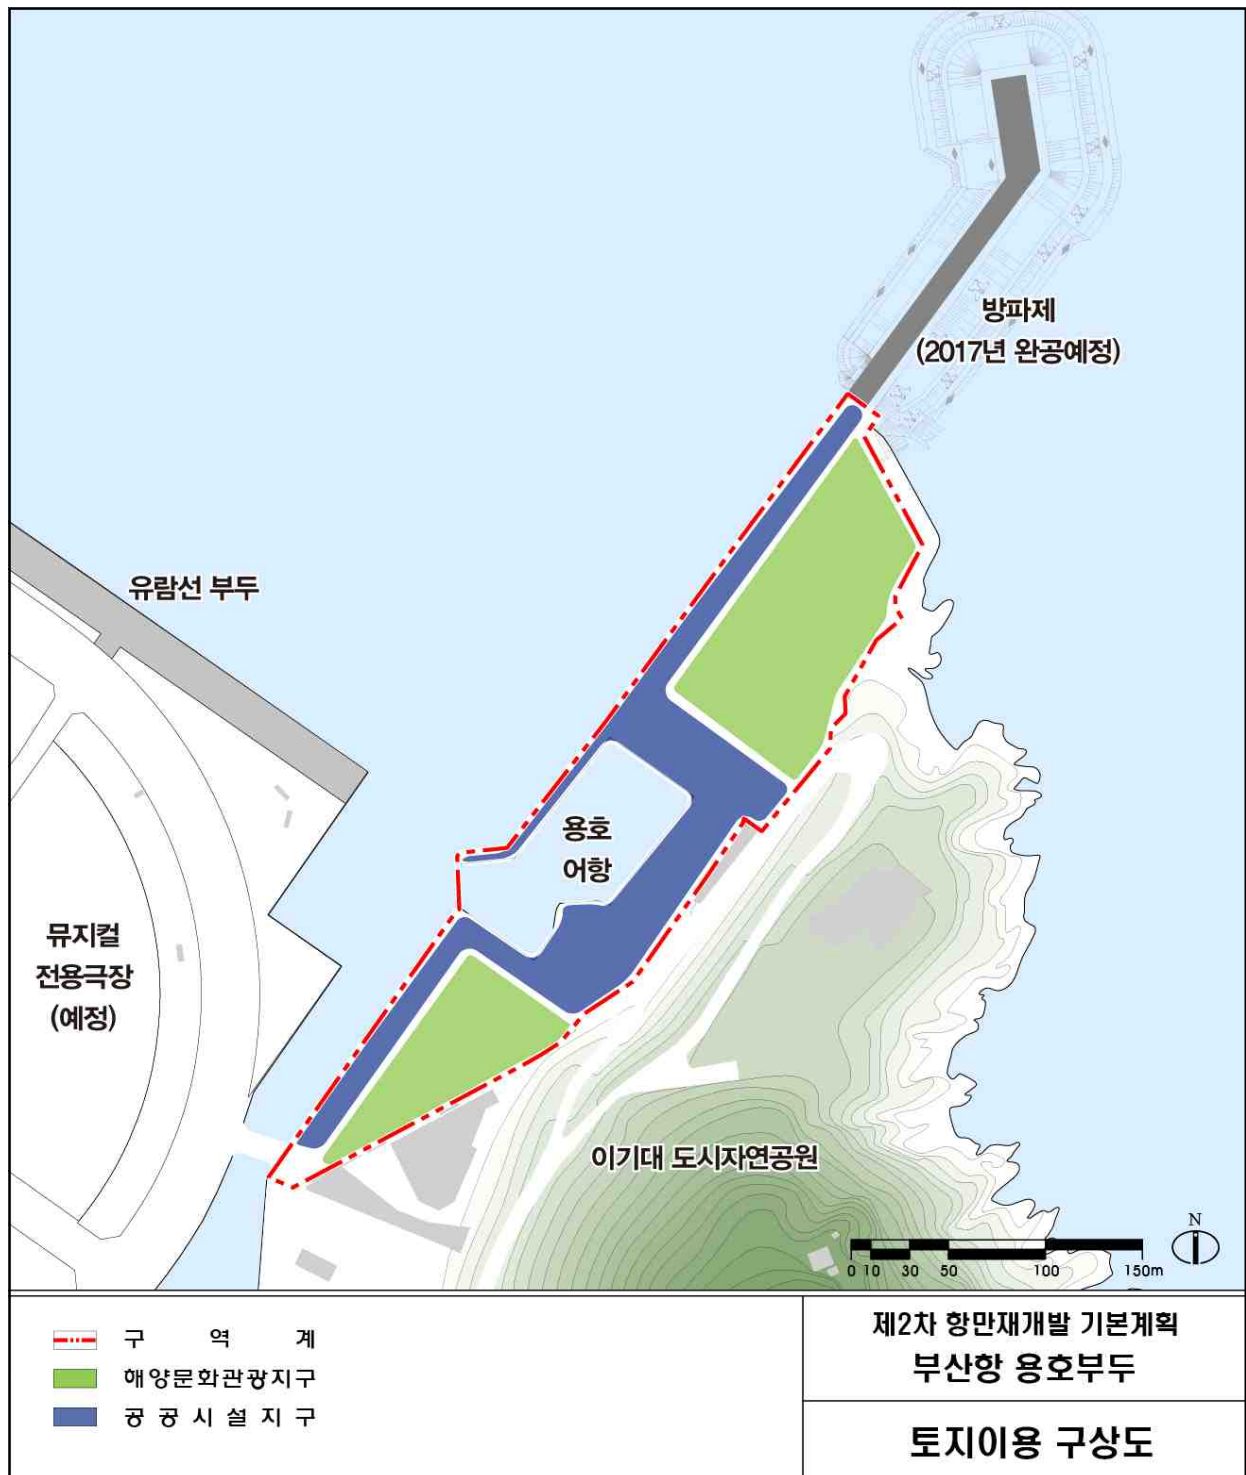 방파제
(2017년 완공예정)
유람선 부두
용호
어항
뮤지컬
전용극장
(예정)
이기대 도시자연공원
N
0 10 30 50 100 150m
구 역 계
해양문화관광지구
공 공 시 설 지 구
제2차 항만재개발 기본계획
부산항 용호부두
토지이용 구상도